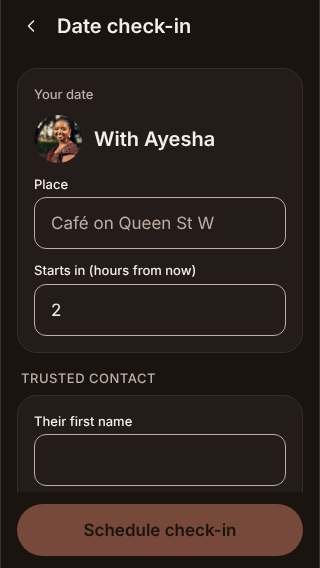 Date check-in
Your date
With Ayesha
Place
Café on Queen St W
Starts in (hours from now)
2
TRUSTED CONTACT
Their first name
Schedule check-in